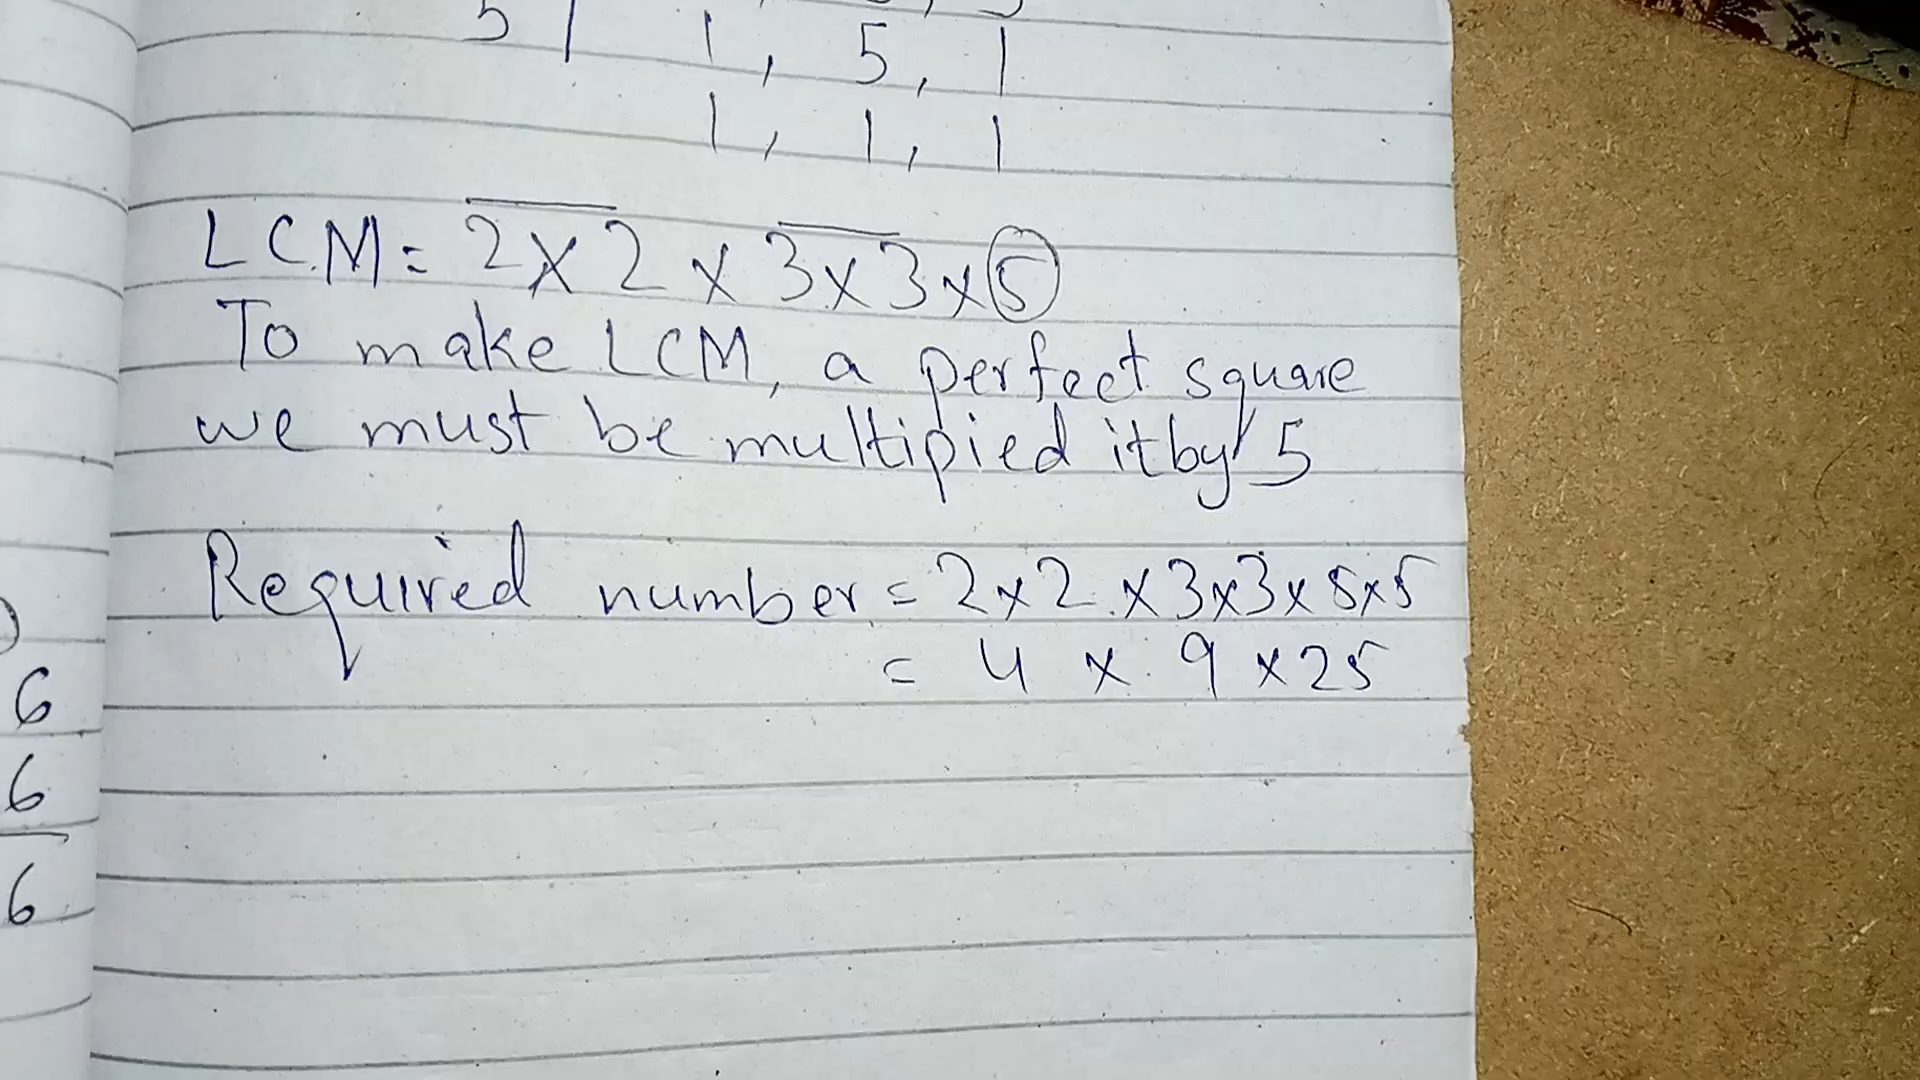 5 | 1, 5, 1
1, 1, 1
LCM = 2 × 2 × 3 × 3 × 5
To make LCM, a perfect square
we must be multipied it by 5
Required number = 2×2×3×3×5×5
= 4 × 9 × 25
6
6
6